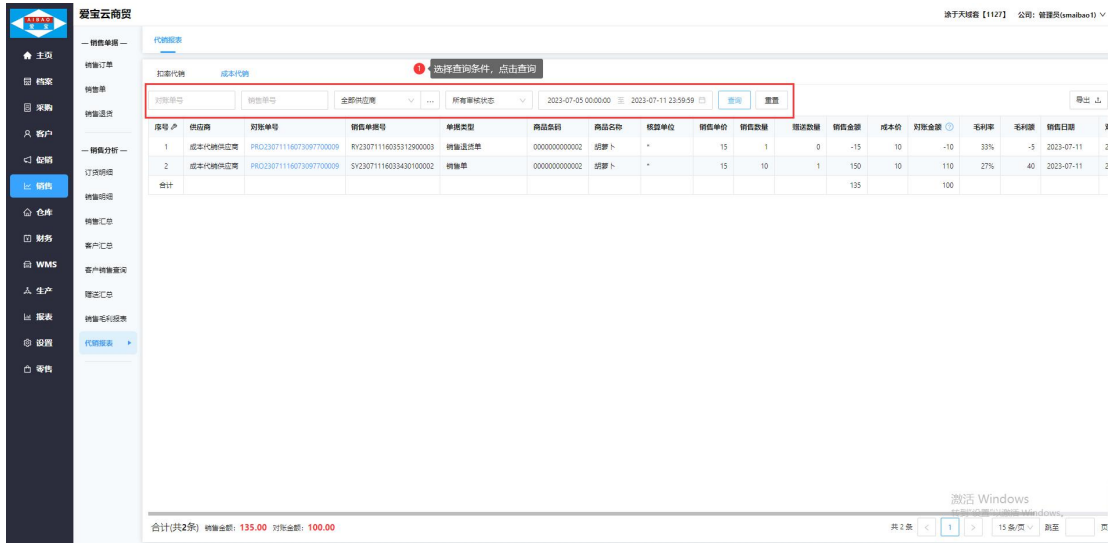 AIBAO
爱宝
爱宝云商贸
涂于天域客【1127】 公司：管理员(smaibao1)
主页
档案
采购
客户
促销
销售
仓库
财务
WMS
生产
报表
设置
零售
— 销售单据 —
销售订单
销售单
销售退货
— 销售分析 —
订货明细
销售明细
销售汇总
客户汇总
客户销售查询
赠送汇总
销售毛利报表
代销报表
代销报表
扣率代销 成本代销
1 选择查询条件，点击查询
对账单号 销售单号 全部供应商 ... 所有审核状态 2023-07-05 00:00:00 至 2023-07-11 23:59:59 查询 重置 导出
序号 供应商 对账单号 销售单据号 单据类型 商品条码 商品名称 核算单位 销售单价 销售数量 赠送数量 销售金额 成本价 对账金额 毛利率 毛利额 销售日期
1 成本代销供应商 PRO23071116073097700009 RY23071116035312900003 销售退货单 0000000000002 胡萝卜 * 15 1 0 -15 10 -10 33% -5 2023-07-11
2 成本代销供应商 PRO23071116073097700009 SY23071116033430100002 销售单 0000000000002 胡萝卜 * 15 10 1 150 10 110 27% 40 2023-07-11
合计 135 100
激活 Windows
转到"设置"以激活 Windows。
合计(共2条) 销售金额: 135.00 对账金额: 100.00
共 2 条 < 1 > 15 条/页 跳至 页